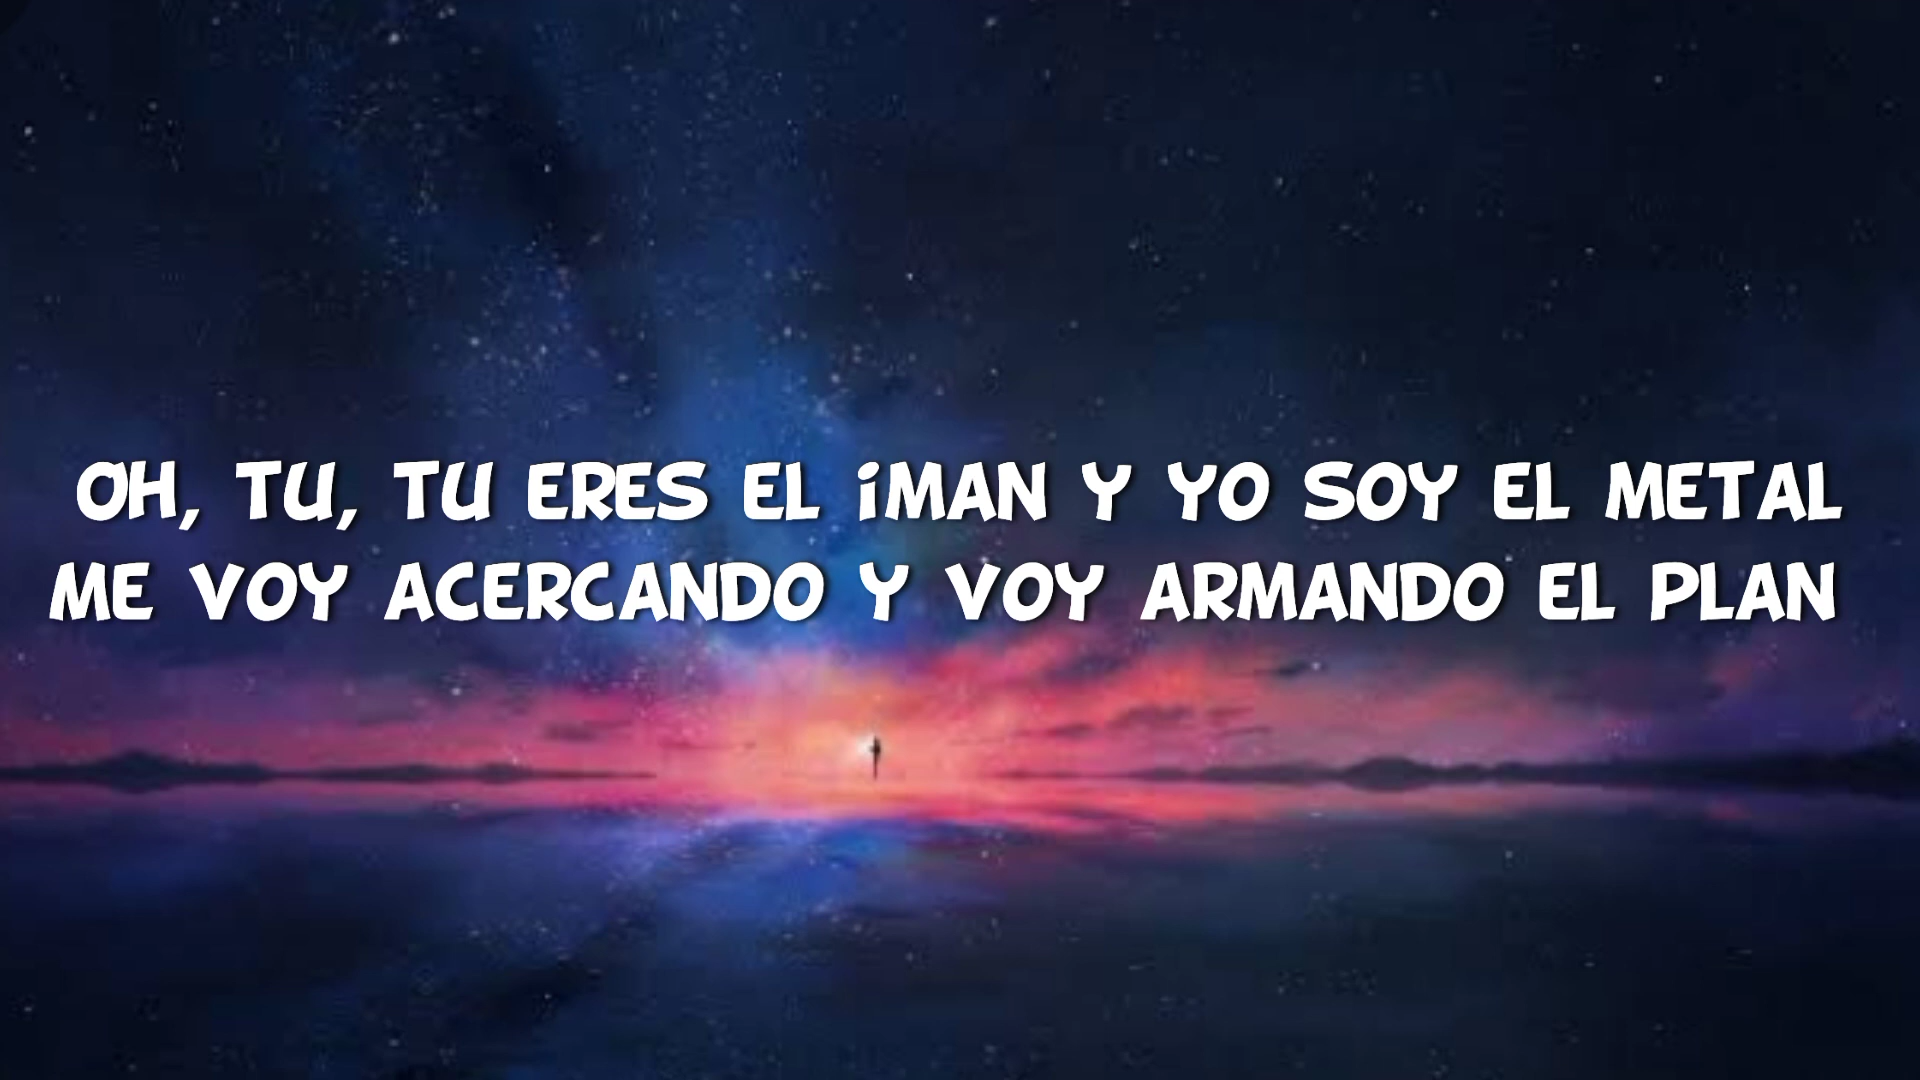 OH, TU, TU ERES EL iMAN Y YO SOY EL METAL
ME VOY ACERCANDO Y VOY ARMANDO EL PLAN